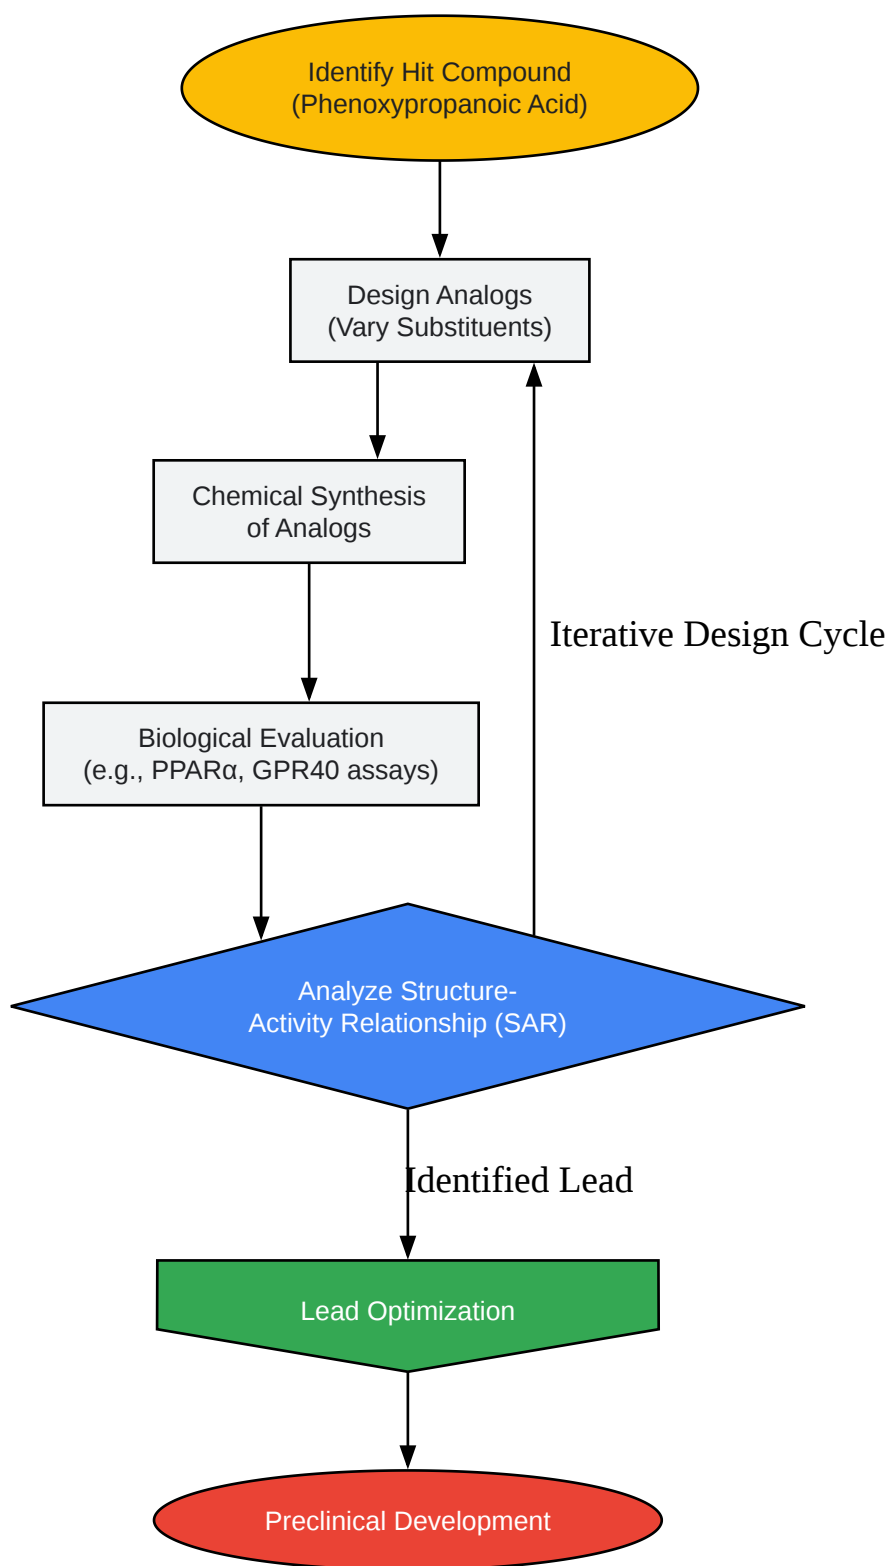 Identify Hit Compound
(Phenoxypropanoic Acid)
Design Analogs
(Vary Substituents)
Chemical Synthesis
of Analogs
Iterative Design Cycle
Biological Evaluation
(e.g., PPARα, GPR40 assays)
Analyze Structure-
Activity Relationship (SAR)
Identified Lead
Lead Optimization
Preclinical Development